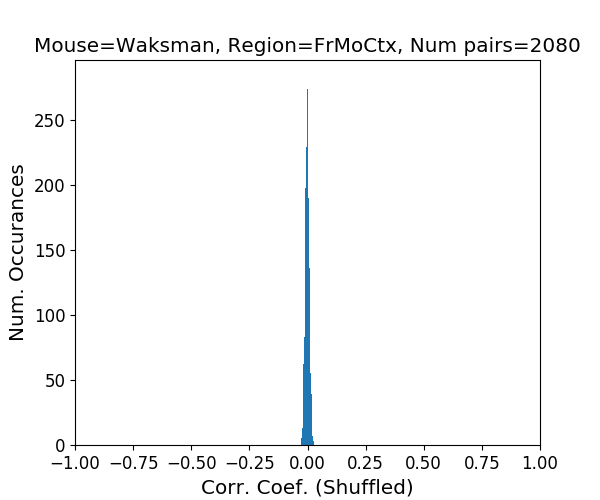 Mouse=Waksman, Region=FrMoCtx, Num pairs=2080
Num. Occurances
250
200
150
100
50
0
−1.00 −0.75 −0.50 −0.25 0.00 0.25 0.50 0.75 1.00
Corr. Coef. (Shuffled)